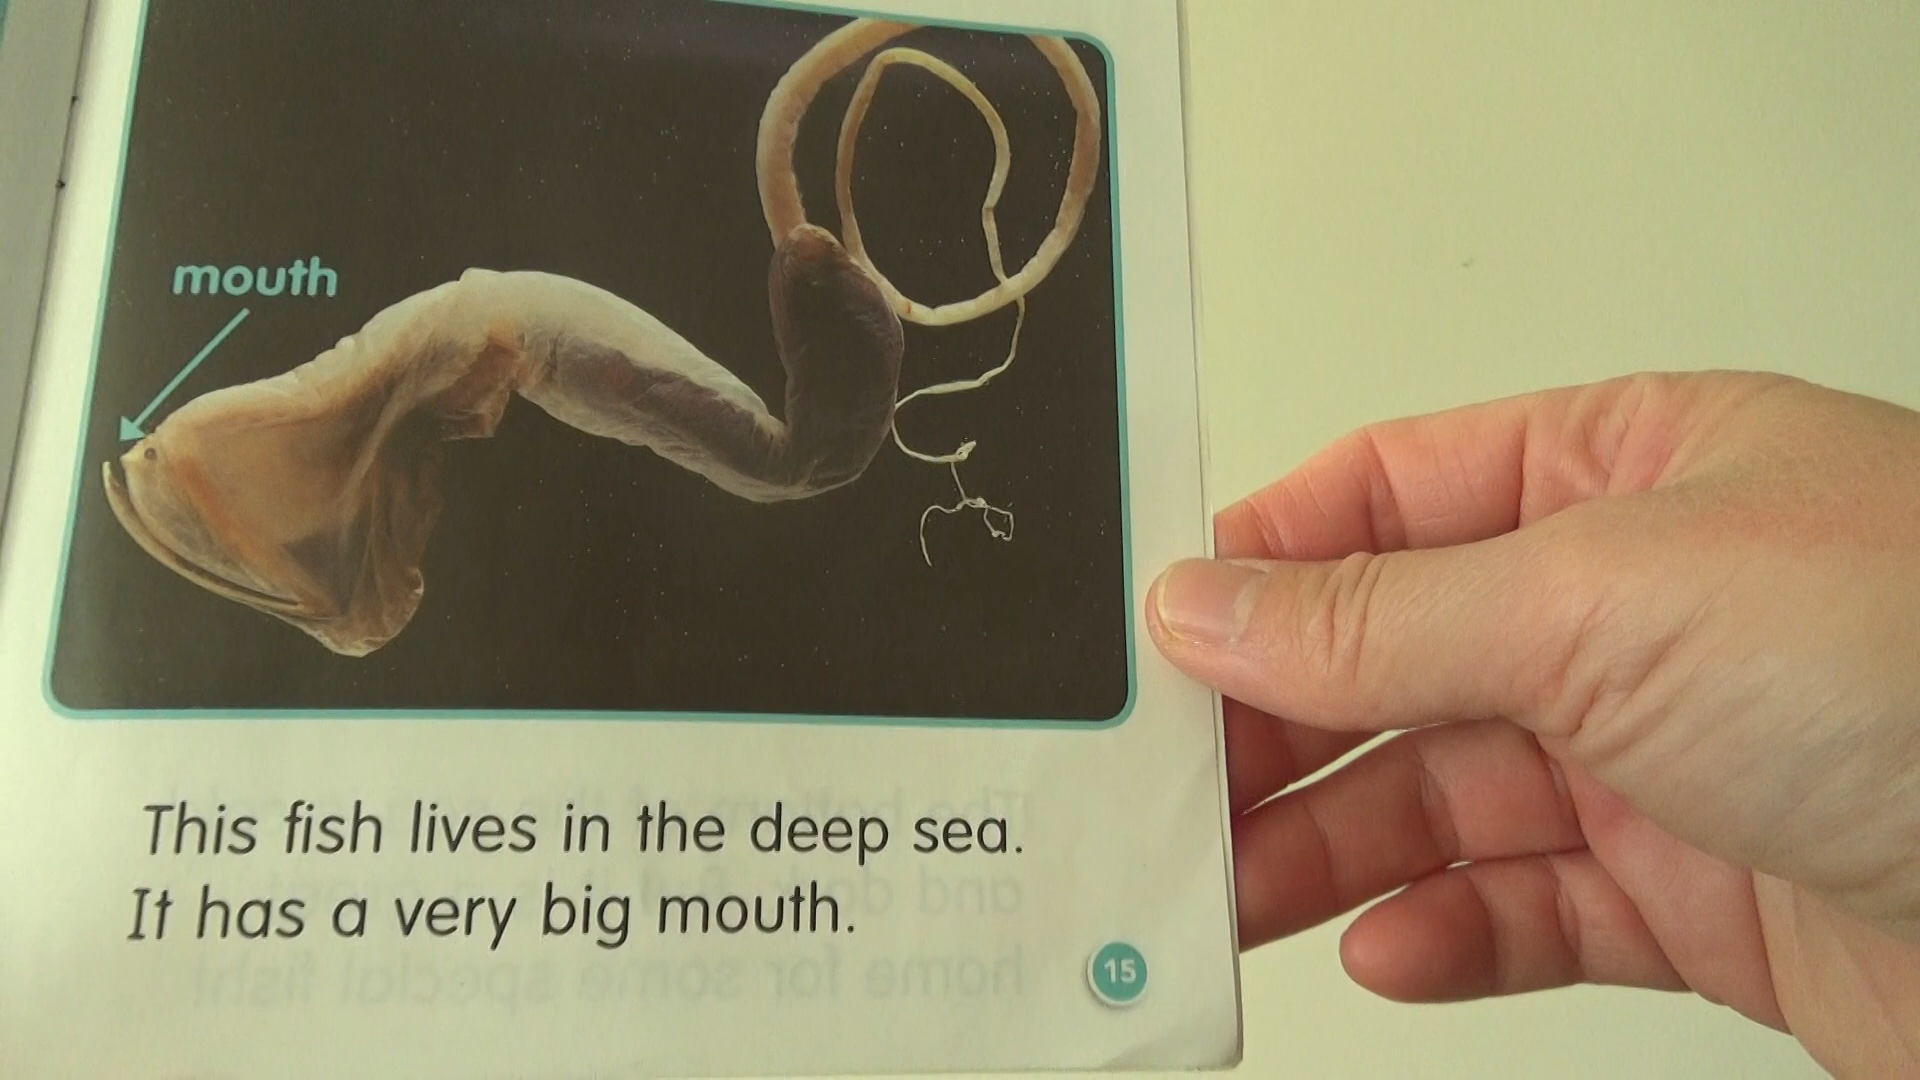 mouth
This fish lives in the deep sea.
It has a very big mouth.
15